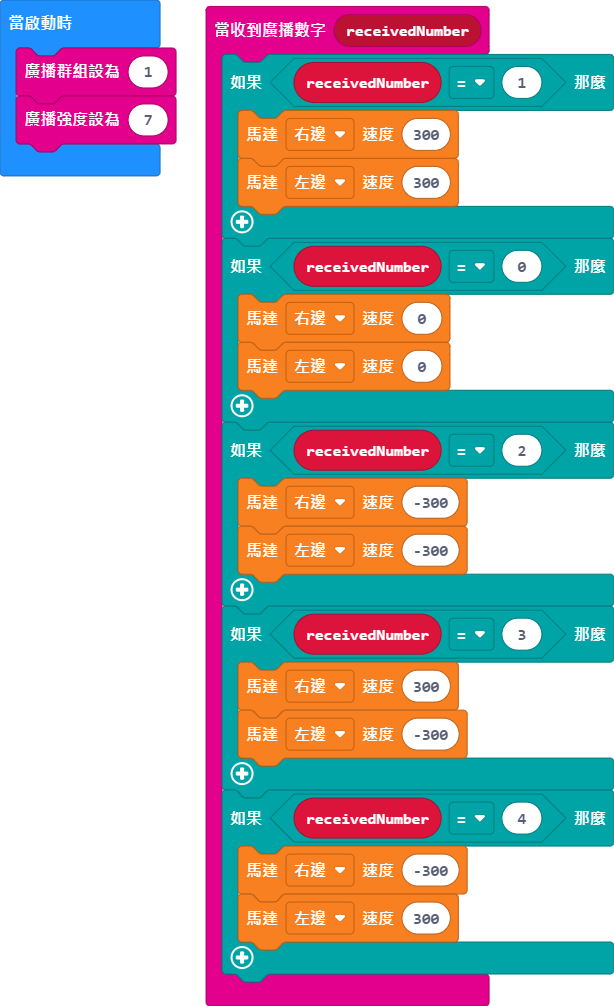 當啟動時
廣播群組設為 1
廣播強度設為 7
當收到廣播數字 receivedNumber
如果 receivedNumber = 1 那麼
馬達 右邊 速度 300
馬達 左邊 速度 300
如果 receivedNumber = 0 那麼
馬達 右邊 速度 0
馬達 左邊 速度 0
如果 receivedNumber = 2 那麼
馬達 右邊 速度 -300
馬達 左邊 速度 -300
如果 receivedNumber = 3 那麼
馬達 右邊 速度 300
馬達 左邊 速度 -300
如果 receivedNumber = 4 那麼
馬達 右邊 速度 -300
馬達 左邊 速度 300